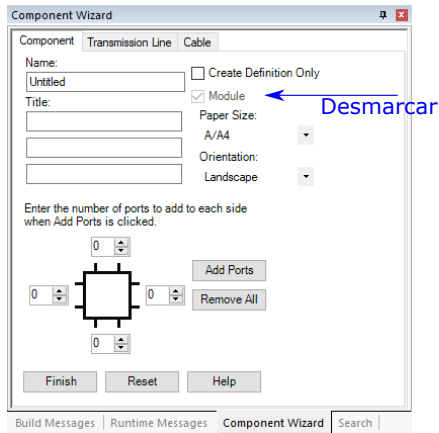 Component Wizard
Component Transmission Line Cable
Name:
Untitled
Create Definition Only
Module
Desmarcar
Title:
Paper Size:
A/A4
Orientation:
Landscape
Enter the number of ports to add to each side
when Add Ports is clicked.
0
Add Ports
0
0
Remove All
0
Finish Reset Help
Build Messages Runtime Messages Component Wizard Search